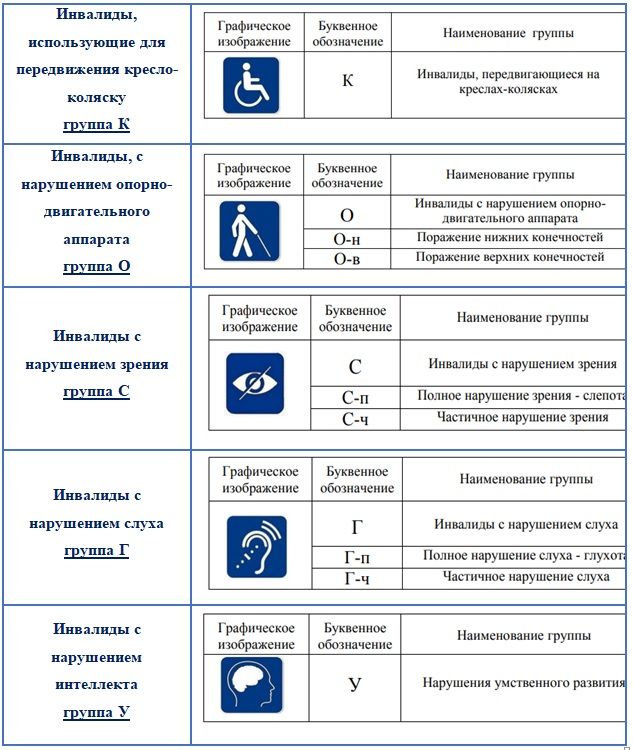 Инвалиды,
использующие для
передвижения кресло-
коляску
группа К
Графическое
изображение
Буквенное
обозначение
Наименование группы
К
Инвалиды, передвигающиеся на
креслах-колясках
Инвалиды, с
нарушением опорно-
двигательного
аппарата
группа О
Графическое
изображение
Буквенное
обозначение
Наименование группы
О
Инвалиды с нарушением опорно-
двигательного аппарата
О-н
Поражение нижних конечностей
О-в
Поражение верхних конечностей
Инвалиды с
нарушением зрения
группа С
Графическое
изображение
Буквенное
обозначение
Наименование группы
С
Инвалиды с нарушением зрения
С-п
Полное нарушение зрения - слепота
С-ч
Частичное нарушение зрения
Инвалиды с
нарушением слуха
группа Г
Графическое
изображение
Буквенное
обозначение
Наименование группы
Г
Инвалиды с нарушением слуха
Г-п
Полное нарушение слуха - глухота
Г-ч
Частичное нарушение слуха
Инвалиды с
нарушением
интеллекта
группа У
Графическое
изображение
Буквенное
обозначение
Наименование группы
У
Нарушения умственного развития